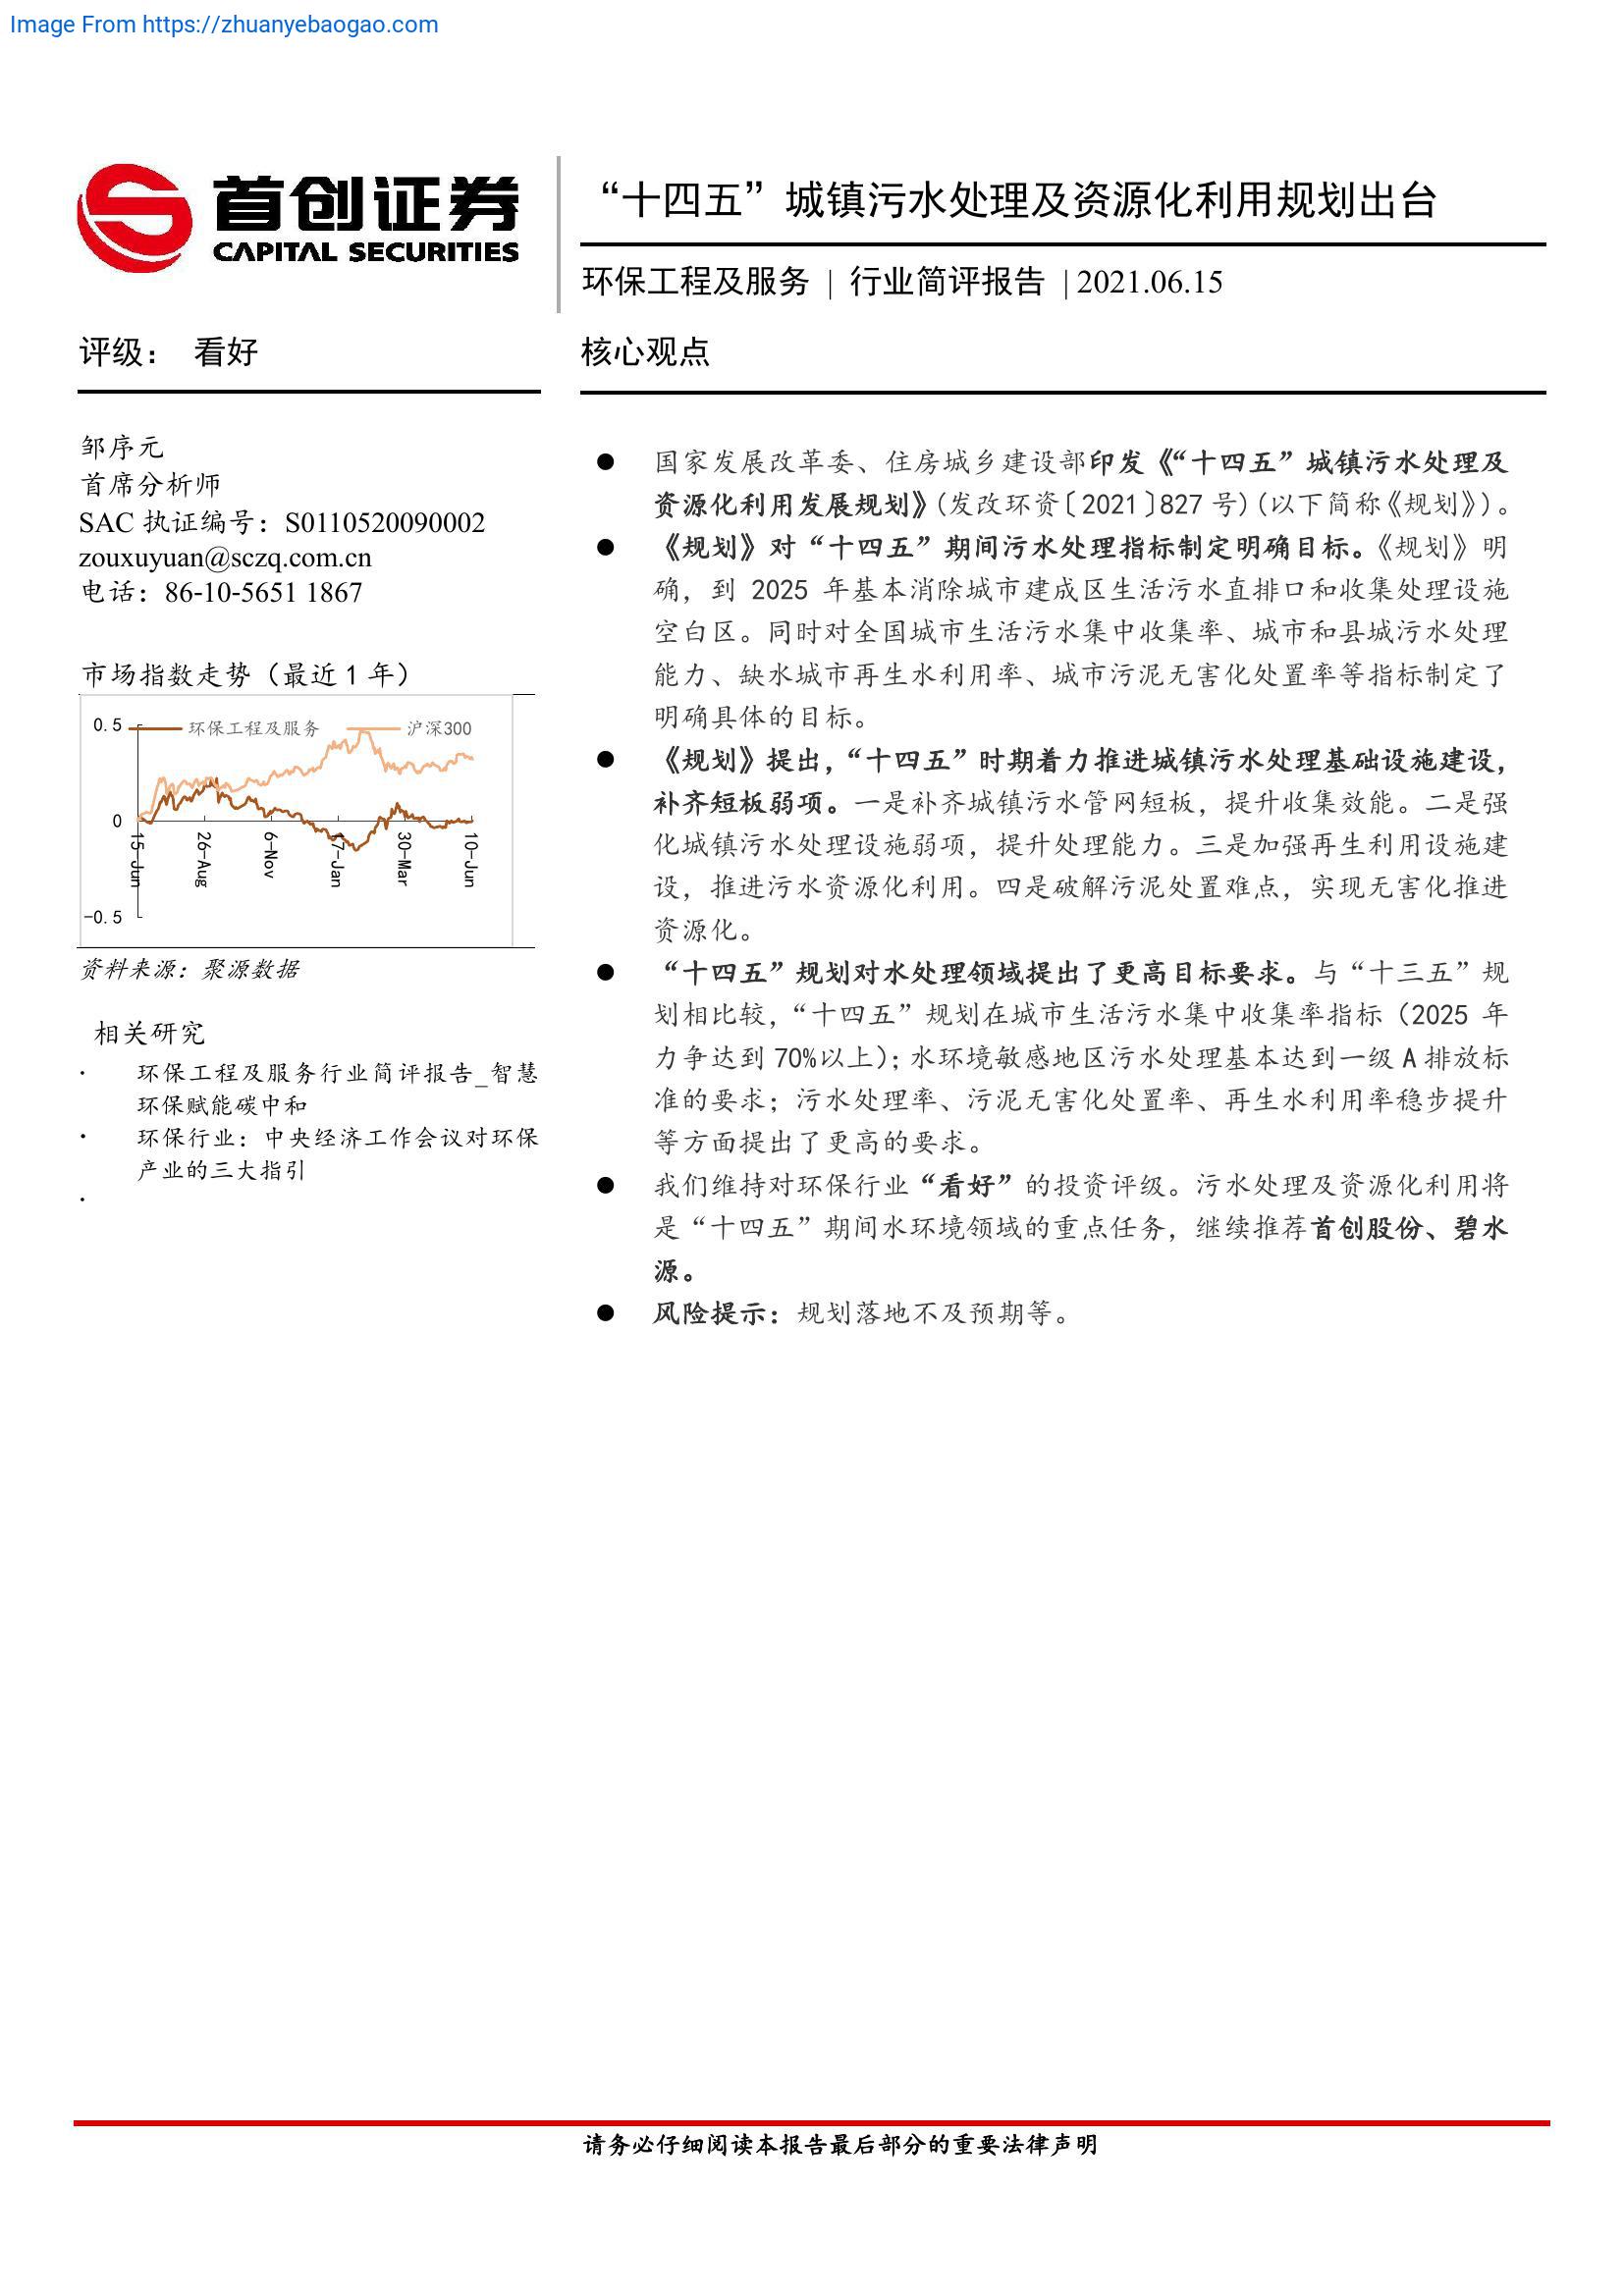 Image From https://zhuanyebaogao.com
首创证券
CAPITAL SECURITIES
“十四五”城镇污水处理及资源化利用规划出台
环保工程及服务 | 行业简评报告 | 2021.06.15
评级： 看好
邹序元
首席分析师
SAC 执证编号：S0110520090002
zouxuyuan@sczq.com.cn
电话：86-10-5651 1867
市场指数走势（最近 1 年）
环保工程及服务 沪深300
0.5
0
-0.5
15-Jun 26-Aug 6-Nov 17-Jan 30-Mar 10-Jun
资料来源：聚源数据
相关研究
· 环保工程及服务行业简评报告_智慧
环保赋能碳中和
· 环保行业：中央经济工作会议对环保
产业的三大指引
·
核心观点
● 国家发展改革委、住房城乡建设部印发《“十四五”城镇污水处理及
资源化利用发展规划》（发改环资〔2021〕827 号）（以下简称《规划》）。
● 《规划》对“十四五”期间污水处理指标制定明确目标。《规划》明
确，到 2025 年基本消除城市建成区生活污水直排口和收集处理设施
空白区。同时对全国城市生活污水集中收集率、城市和县城污水处理
能力、缺水城市再生水利用率、城市污泥无害化处置率等指标制定了
明确具体的目标。
● 《规划》提出，“十四五”时期着力推进城镇污水处理基础设施建设，
补齐短板弱项。一是补齐城镇污水管网短板，提升收集效能。二是强
化城镇污水处理设施弱项，提升处理能力。三是加强再生利用设施建
设，推进污水资源化利用。四是破解污泥处置难点，实现无害化推进
资源化。
● “十四五”规划对水处理领域提出了更高目标要求。与“十三五”规
划相比较，“十四五”规划在城市生活污水集中收集率指标（2025 年
力争达到 70%以上）；水环境敏感地区污水处理基本达到一级 A 排放标
准的要求；污水处理率、污泥无害化处置率、再生水利用率稳步提升
等方面提出了更高的要求。
● 我们维持对环保行业“看好”的投资评级。污水处理及资源化利用将
是“十四五”期间水环境领域的重点任务，继续推荐首创股份、碧水
源。
● 风险提示：规划落地不及预期等。
请务必仔细阅读本报告最后部分的重要法律声明